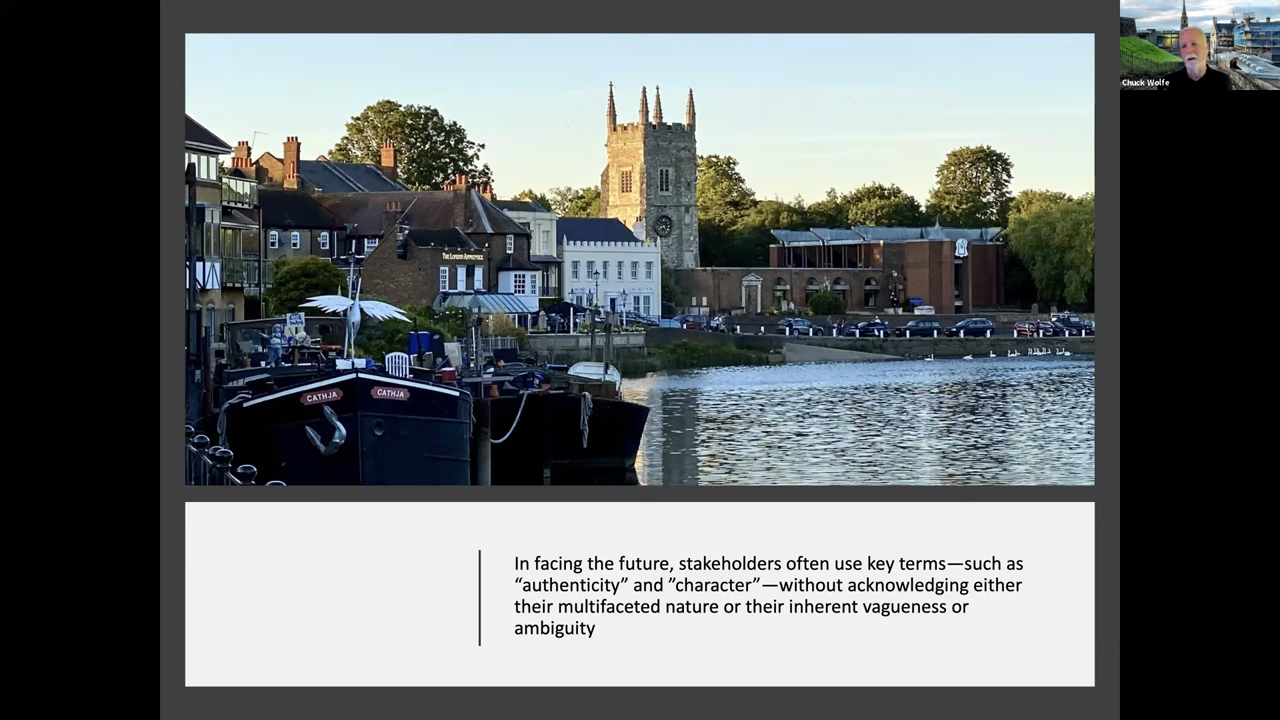 Chuck Wolfe
THE LONDON APPRENTICE
CATHJA
CATHJA
In facing the future, stakeholders often use key terms—such as
“authenticity” and ”character”—without acknowledging either
their multifaceted nature or their inherent vagueness or
ambiguity